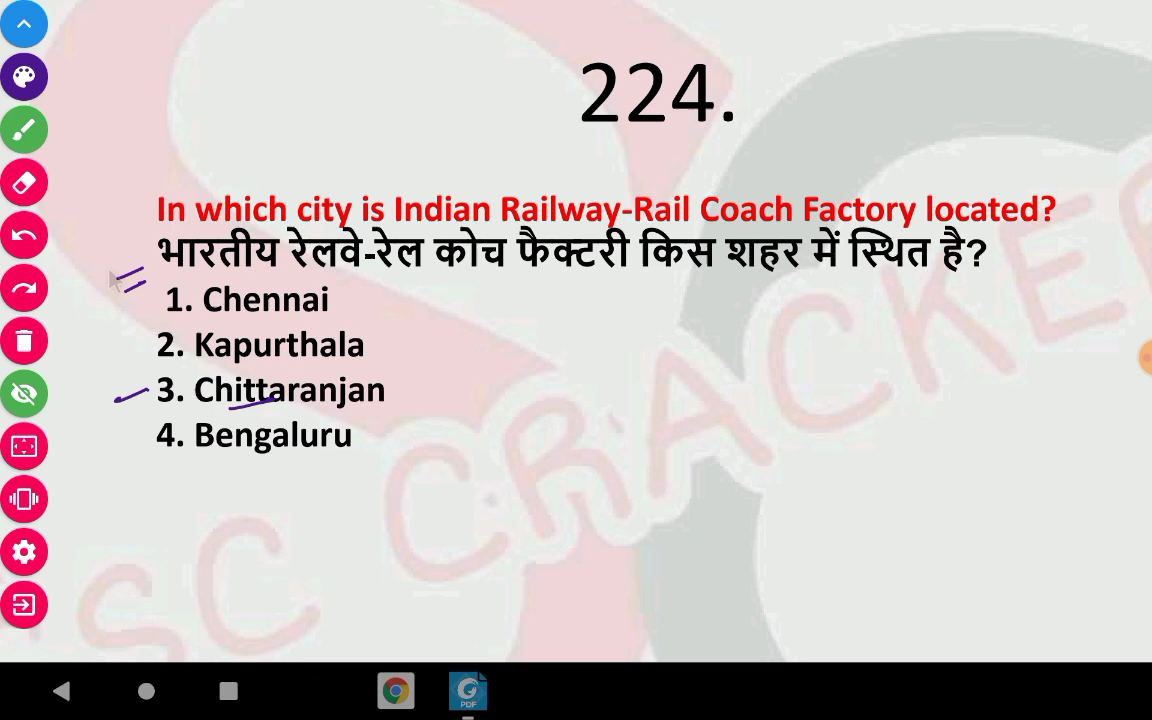 224.
In which city is Indian Railway-Rail Coach Factory located?
भारतीय रेलवे-रेल कोच फैक्टरी किस शहर में स्थित है?
1. Chennai
2. Kapurthala
3. Chittaranjan
4. Bengaluru
SC CRACKER
PDF